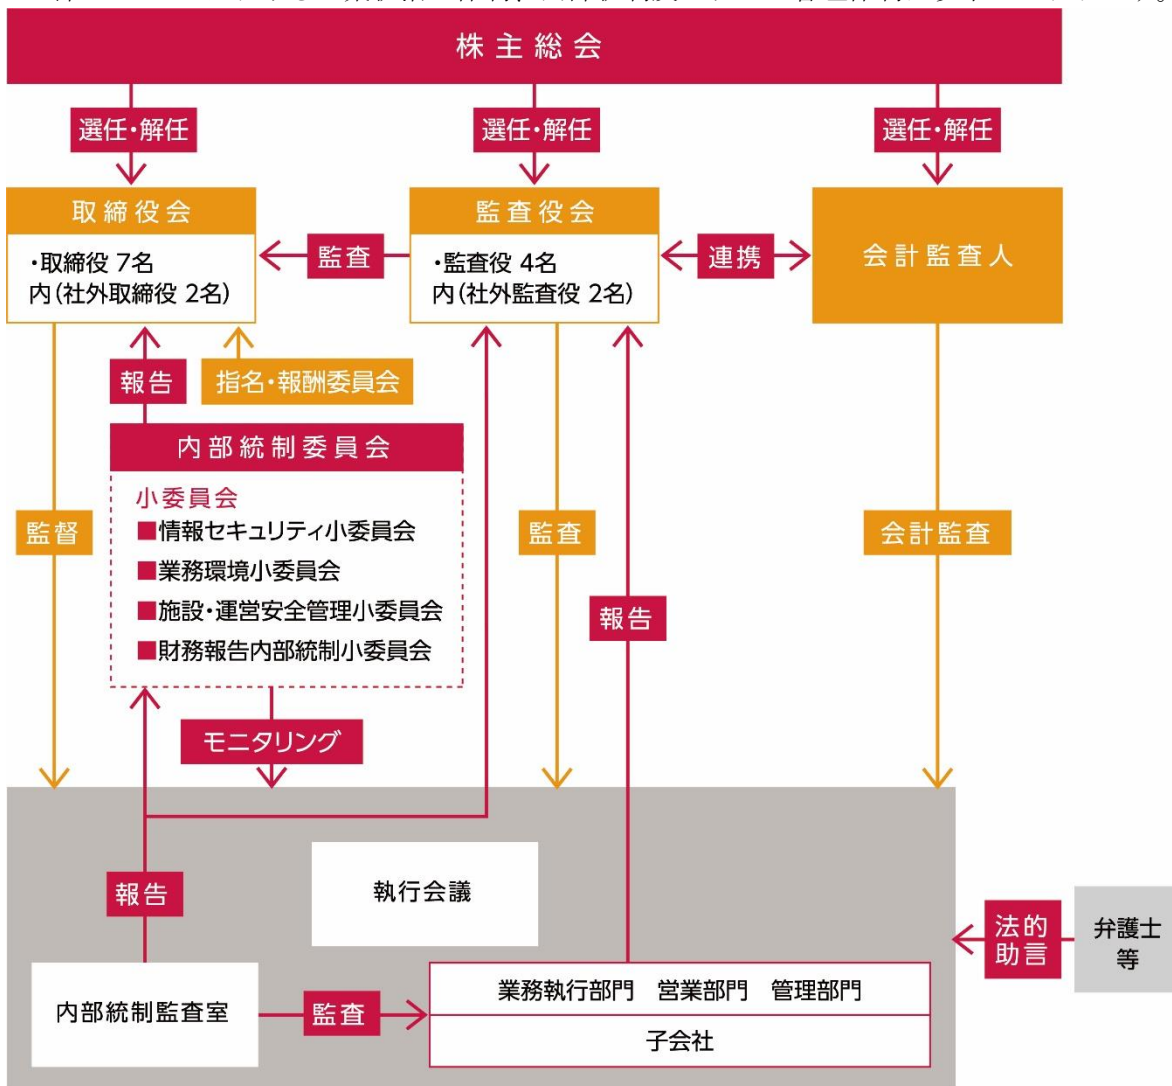 株主総会
選任・解任
選任・解任
選任・解任
取締役会
・取締役 7名
内(社外取締役 2名)
監査
監査役会
・監査役 4名
内(社外監査役 2名)
連携
会計監査人
報告
指名・報酬委員会
内部統制委員会
小委員会
■情報セキュリティ小委員会
■業務環境小委員会
■施設・運営安全管理小委員会
■財務報告内部統制小委員会
監督
監査
会計監査
報告
モニタリング
報告
執行会議
法的
助言
弁護士
等
内部統制監査室
監査
業務執行部門 営業部門 管理部門
子会社